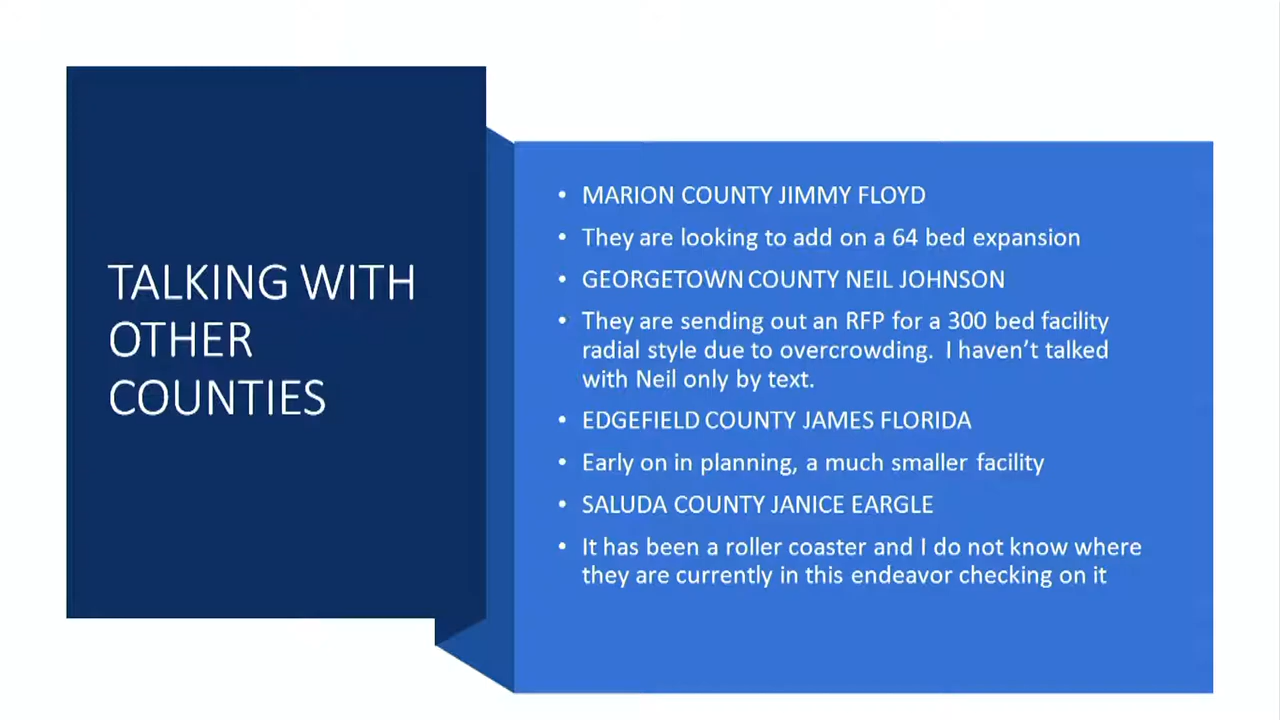 TALKING WITH
OTHER
COUNTIES
• MARION COUNTY JIMMY FLOYD
• They are looking to add on a 64 bed expansion
• GEORGETOWN COUNTY NEIL JOHNSON
• They are sending out an RFP for a 300 bed facility
radial style due to overcrowding.  I haven’t talked
with Neil only by text.
• EDGEFIELD COUNTY JAMES FLORIDA
• Early on in planning, a much smaller facility
• SALUDA COUNTY JANICE EARGLE
• It has been a roller coaster and I do not know where
they are currently in this endeavor checking on it